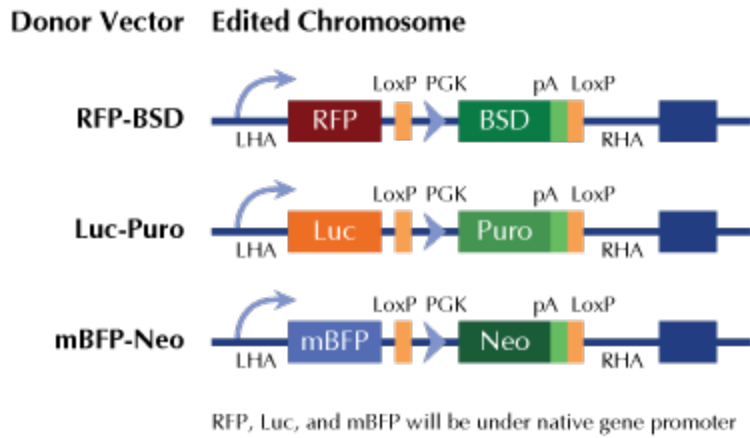 Donor Vector Edited Chromosome
LoxP PGK pA LoxP
RFP-BSD RFP BSD
LHA RHA
LoxP PGK pA LoxP
Luc-Puro Luc Puro
LHA RHA
LoxP PGK pA LoxP
mBFP-Neo mBFP Neo
LHA RHA
RFP, Luc, and mBFP will be under native gene promoter